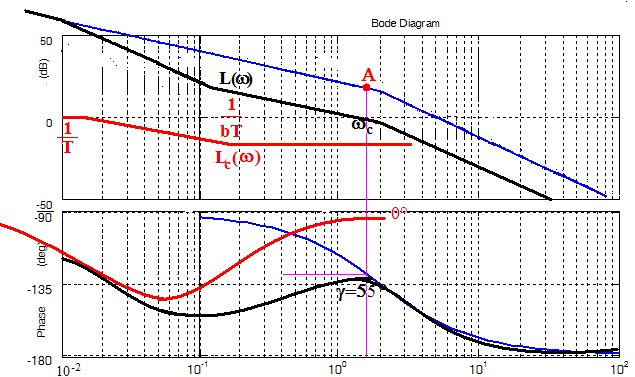 Bode Diagram
50
(dB)
0
-50
A
L(ω)
1
bT
ωc
1
T
Lc(ω)
-90
0°
(deg)
-135
γ=55°
Phase
-180
10-2
10-1
100
101
102